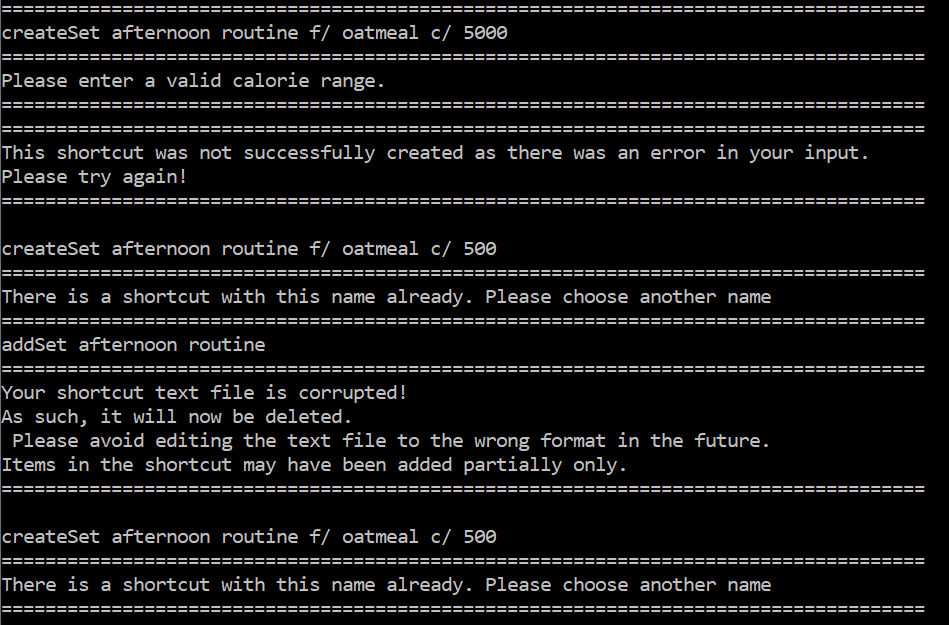 ====================================================================================
createSet afternoon routine f/ oatmeal c/ 5000
====================================================================================
Please enter a valid calorie range.
====================================================================================
====================================================================================
This shortcut was not successfully created as there was an error in your input.
Please try again!
====================================================================================
createSet afternoon routine f/ oatmeal c/ 500
====================================================================================
There is a shortcut with this name already. Please choose another name
====================================================================================
addSet afternoon routine
====================================================================================
Your shortcut text file is corrupted!
As such, it will now be deleted.
 Please avoid editing the text file to the wrong format in the future.
Items in the shortcut may have been added partially only.
====================================================================================
createSet afternoon routine f/ oatmeal c/ 500
====================================================================================
There is a shortcut with this name already. Please choose another name
====================================================================================